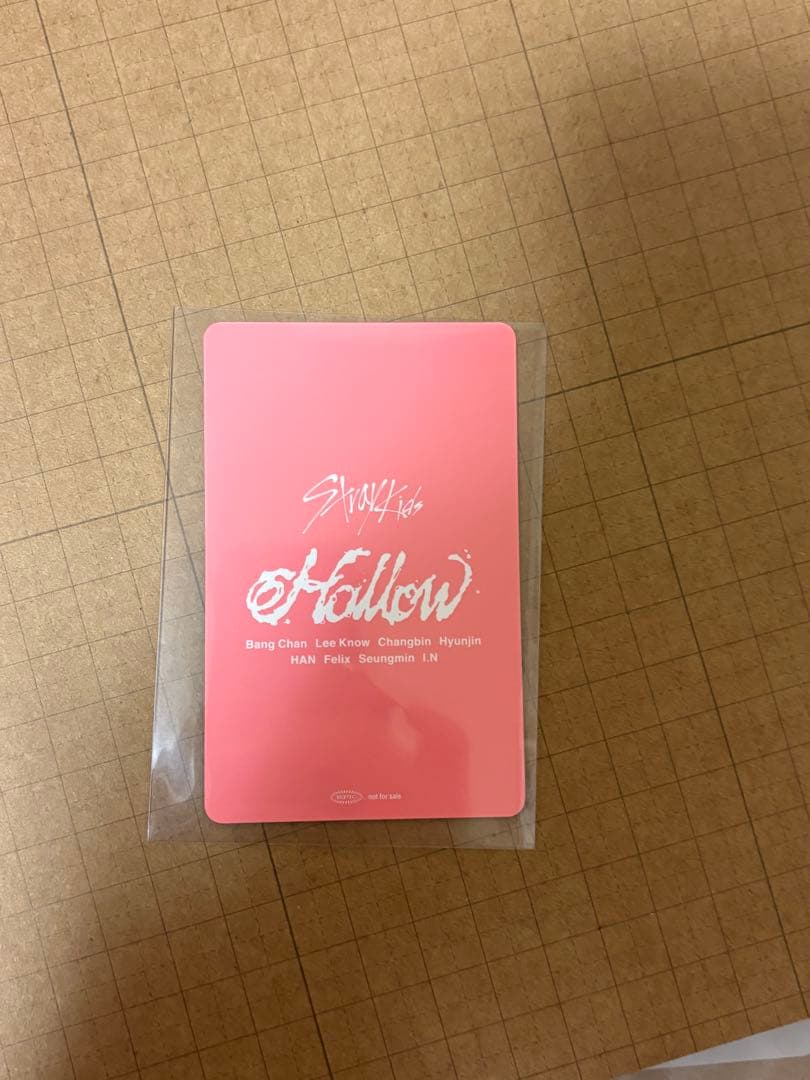 Stray Kids
Hollow
Bang Chan Lee Know Changbin Hyunjin
HAN Felix Seungmin I.N
not for sale